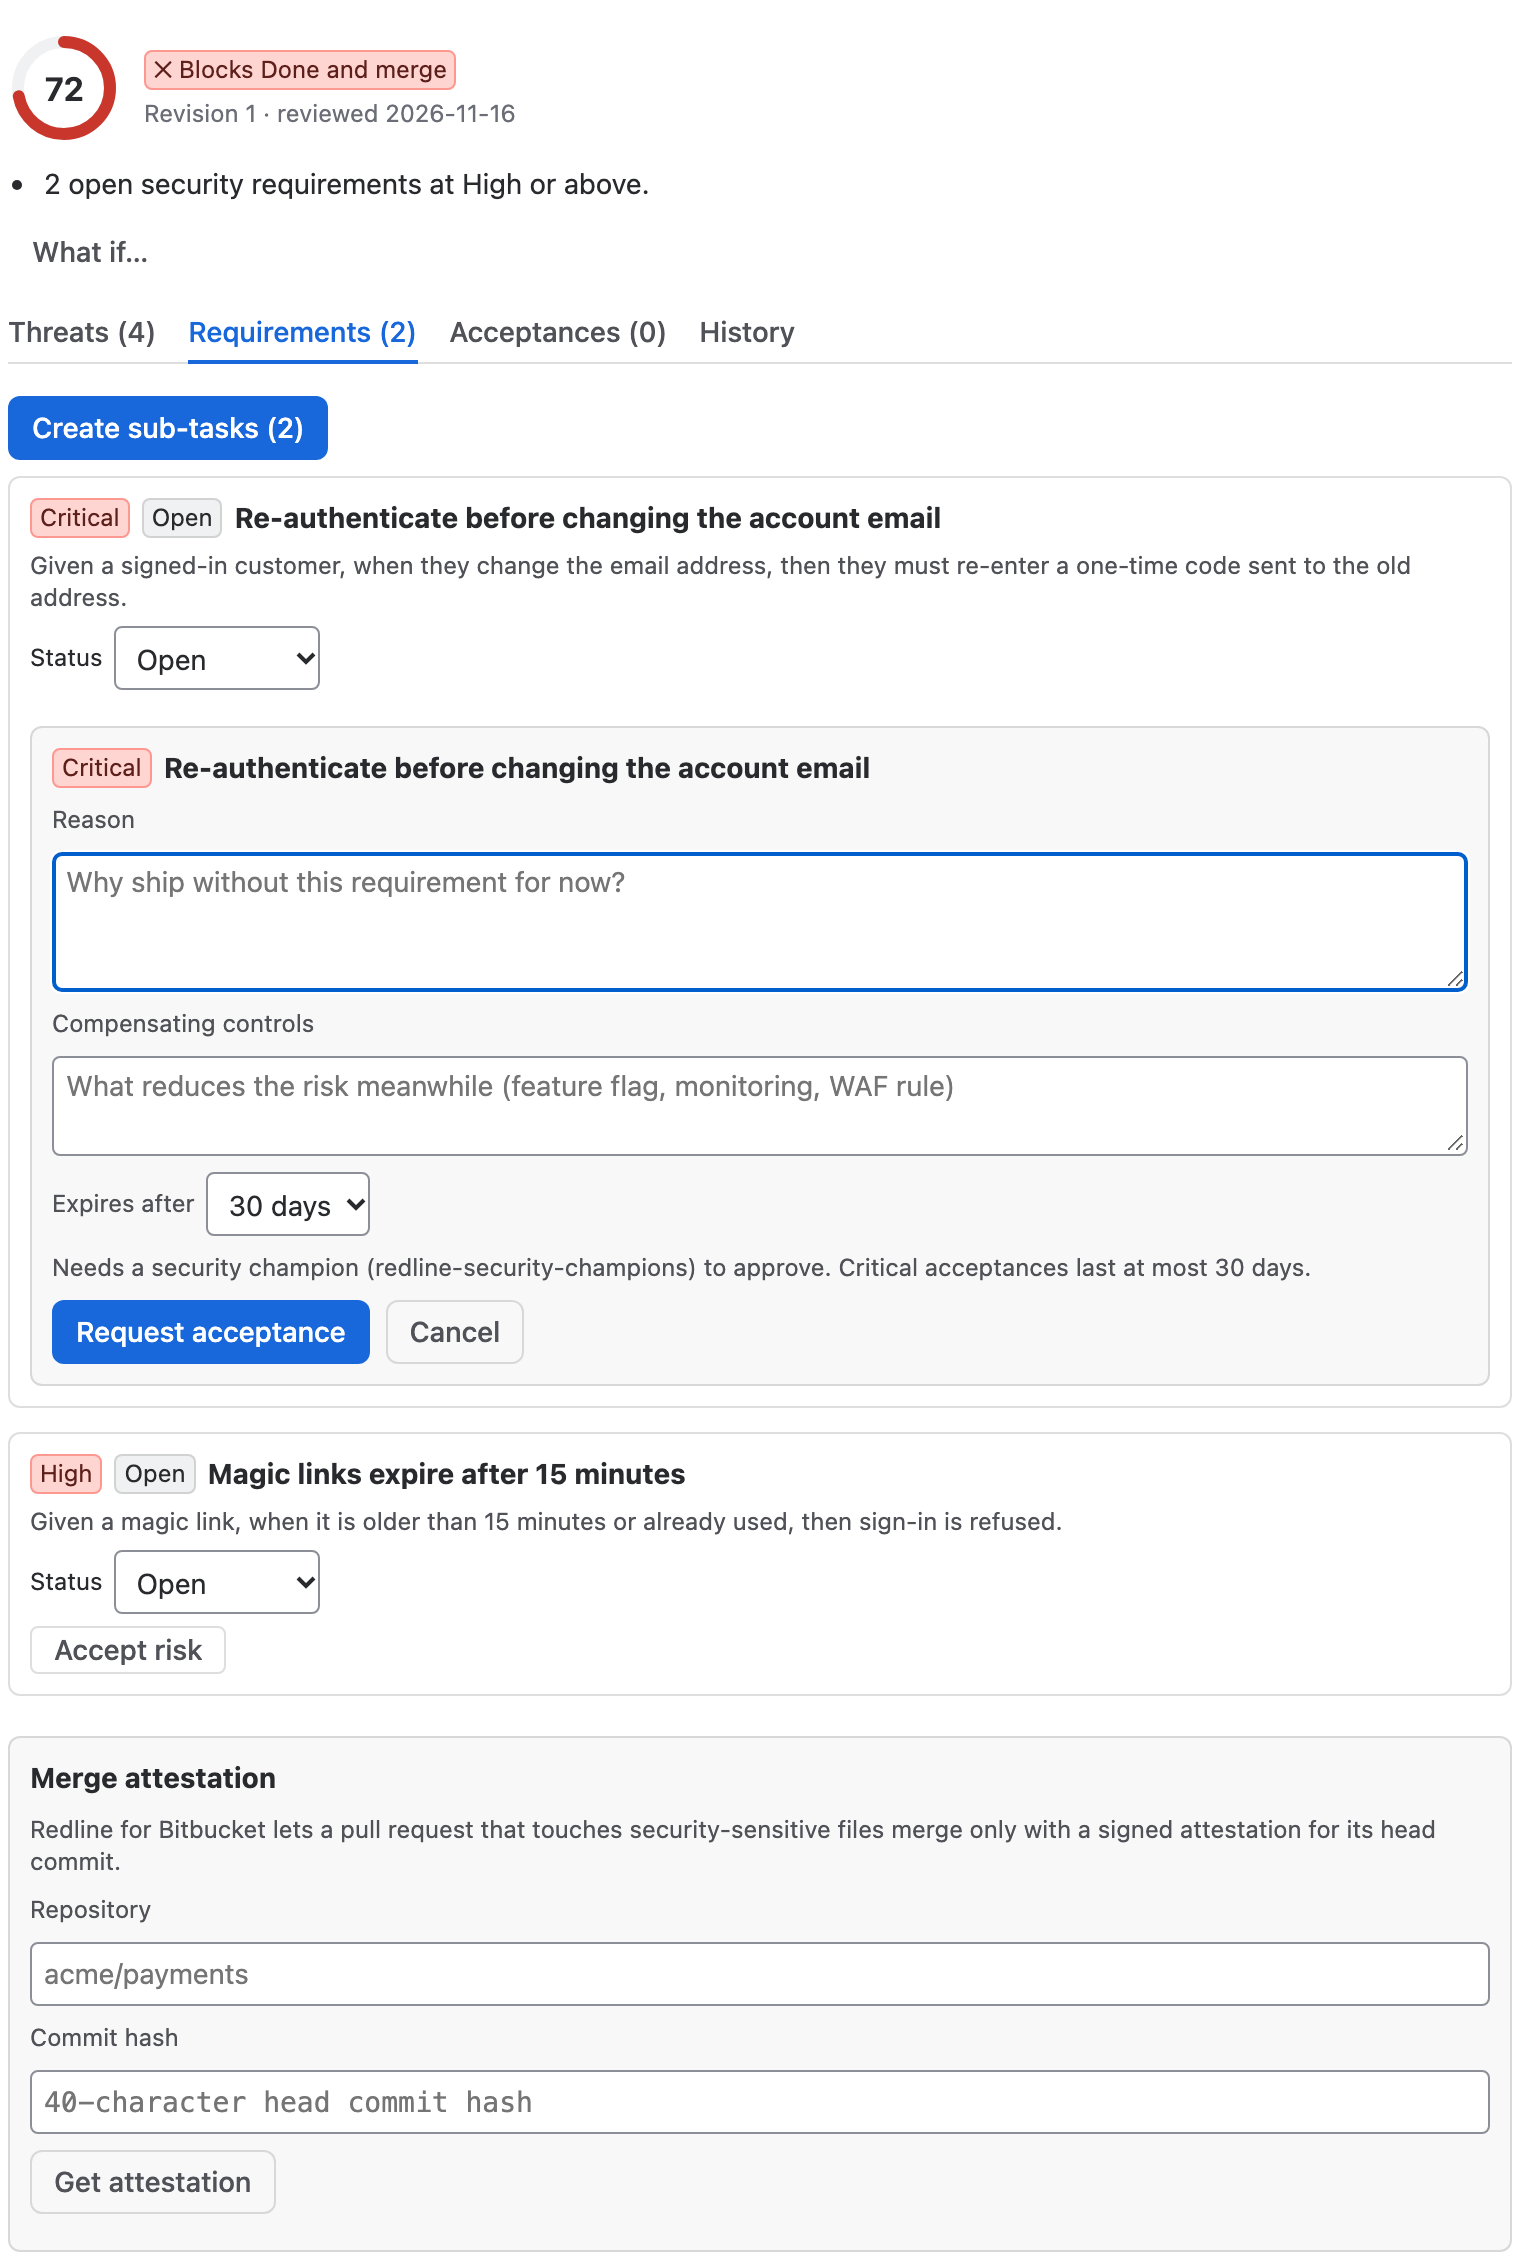 72
Blocks Done and merge
Revision 1 · reviewed 2026-11-16
• 2 open security requirements at High or above.
What if...
Threats (4) Requirements (2) Acceptances (0) History
Create sub-tasks (2)
Critical Open Re-authenticate before changing the account email
Given a signed-in customer, when they change the email address, then they must re-enter a one-time code sent to the old
address.
Status Open
Critical Re-authenticate before changing the account email
Reason
Why ship without this requirement for now?
Compensating controls
What reduces the risk meanwhile (feature flag, monitoring, WAF rule)
Expires after 30 days
Needs a security champion (redline-security-champions) to approve. Critical acceptances last at most 30 days.
Request acceptance Cancel
High Open Magic links expire after 15 minutes
Given a magic link, when it is older than 15 minutes or already used, then sign-in is refused.
Status Open
Accept risk
Merge attestation
Redline for Bitbucket lets a pull request that touches security-sensitive files merge only with a signed attestation for its head
commit.
Repository
acme/payments
Commit hash
40-character head commit hash
Get attestation